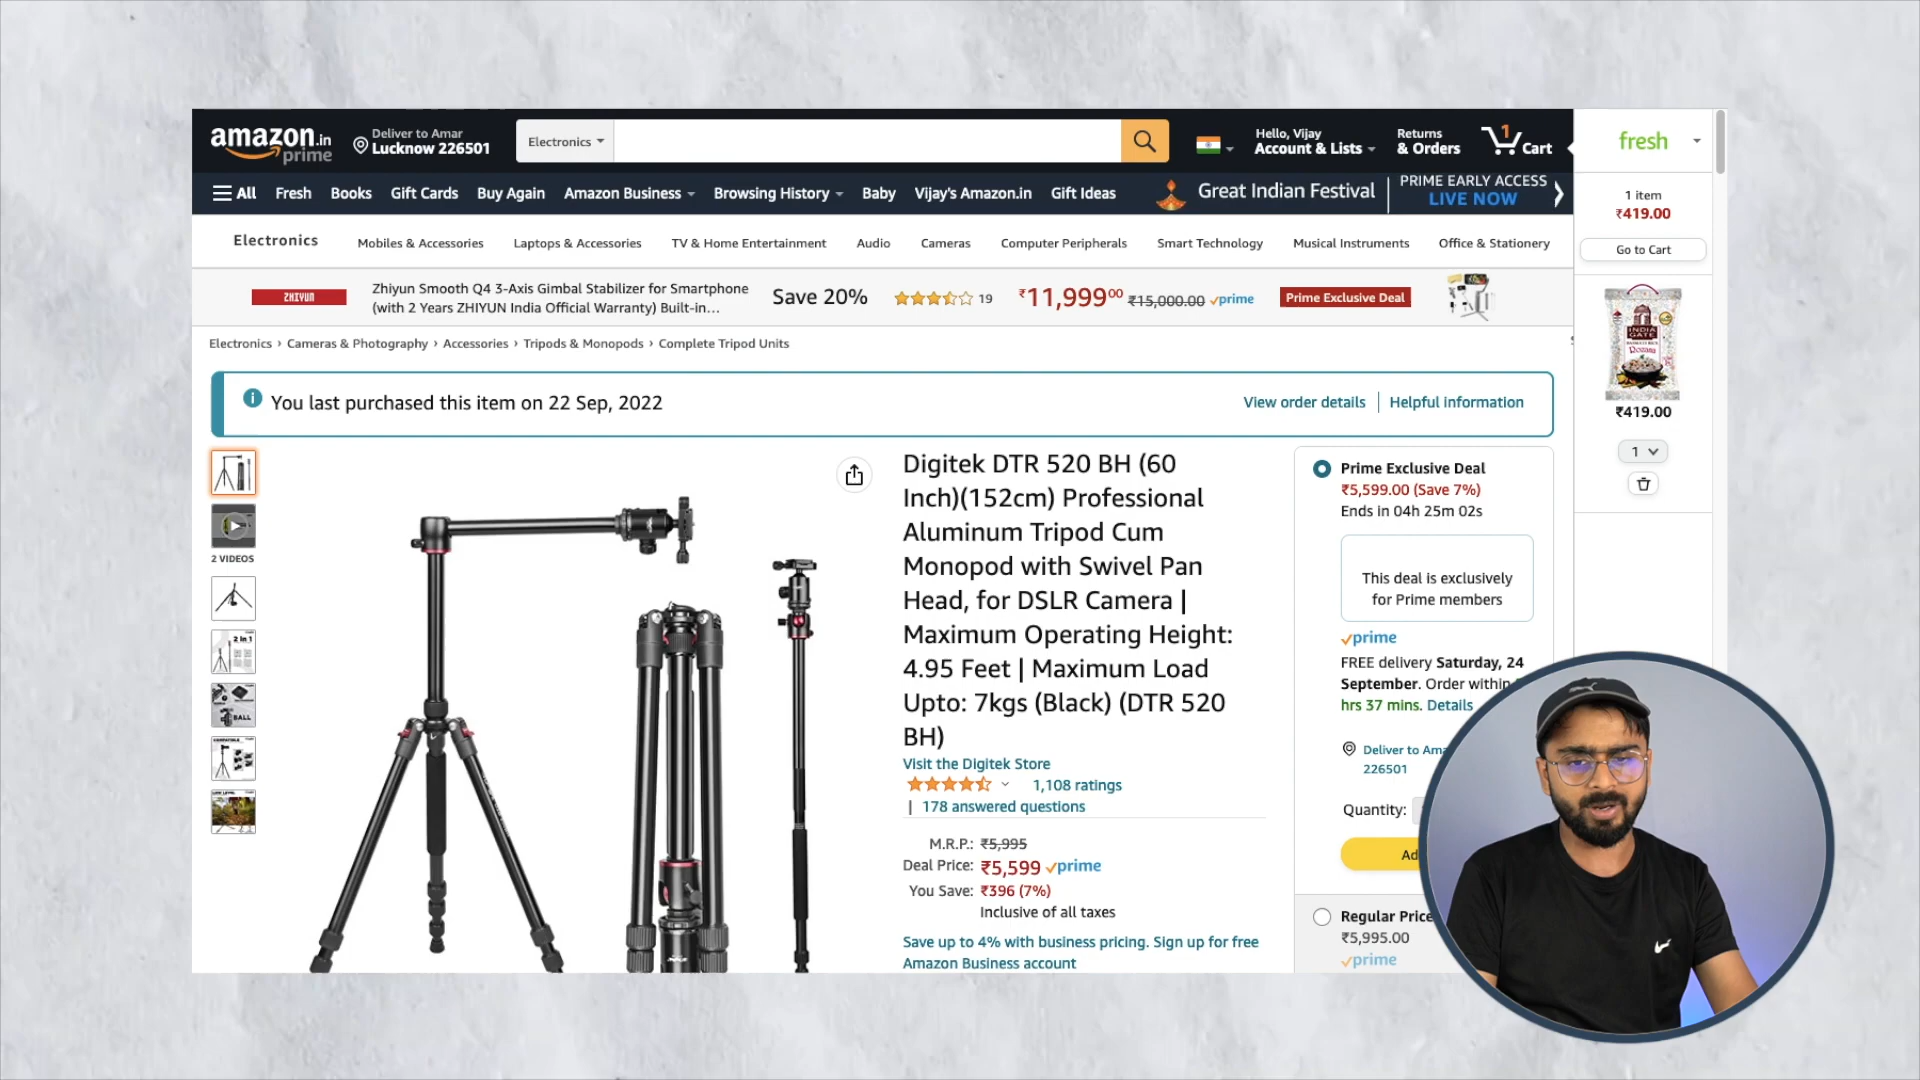 amazon.in
prime
Deliver to Amar
Lucknow 226501
Electronics
Hello, Vijay
Account & Lists
Returns
& Orders
1
Cart
fresh
All
Fresh
Books
Gift Cards
Buy Again
Amazon Business
Browsing History
Baby
Vijay's Amazon.in
Gift Ideas
Great Indian Festival
PRIME EARLY ACCESS
LIVE NOW
1 item
₹419.00
Go to Cart
Electronics
Mobiles & Accessories
Laptops & Accessories
TV & Home Entertainment
Audio
Cameras
Computer Peripherals
Smart Technology
Musical Instruments
Office & Stationery
ZHIYUN
Zhiyun Smooth Q4 3-Axis Gimbal Stabilizer for Smartphone
(with 2 Years ZHIYUN India Official Warranty) Built-in...
Save 20%
19
₹11,99900 ₹15,000.00 prime
Prime Exclusive Deal
INDIA
GATE
₹419.00
1
Electronics › Cameras & Photography › Accessories › Tripods & Monopods › Complete Tripod Units
You last purchased this item on 22 Sep, 2022
View order details
Helpful information
2 VIDEOS
2 in 1
BALL
Digitek DTR 520 BH (60
Inch)(152cm) Professional
Aluminum Tripod Cum
Monopod with Swivel Pan
Head, for DSLR Camera |
Maximum Operating Height:
4.95 Feet | Maximum Load
Upto: 7kgs (Black) (DTR 520
BH)
Visit the Digitek Store
1,108 ratings
| 178 answered questions
M.R.P.: ₹5,995
Deal Price: ₹5,599 prime
You Save: ₹396 (7%)
Inclusive of all taxes
Save up to 4% with business pricing. Sign up for free
Amazon Business account
Prime Exclusive Deal
₹5,599.00 (Save 7%)
Ends in 04h 25m 02s
This deal is exclusively
for Prime members
prime
FREE delivery Saturday, 24
September. Order within
hrs 37 mins. Details
Deliver to Ama
226501
Quantity:
Ad
Regular Price
₹5,995.00
prime